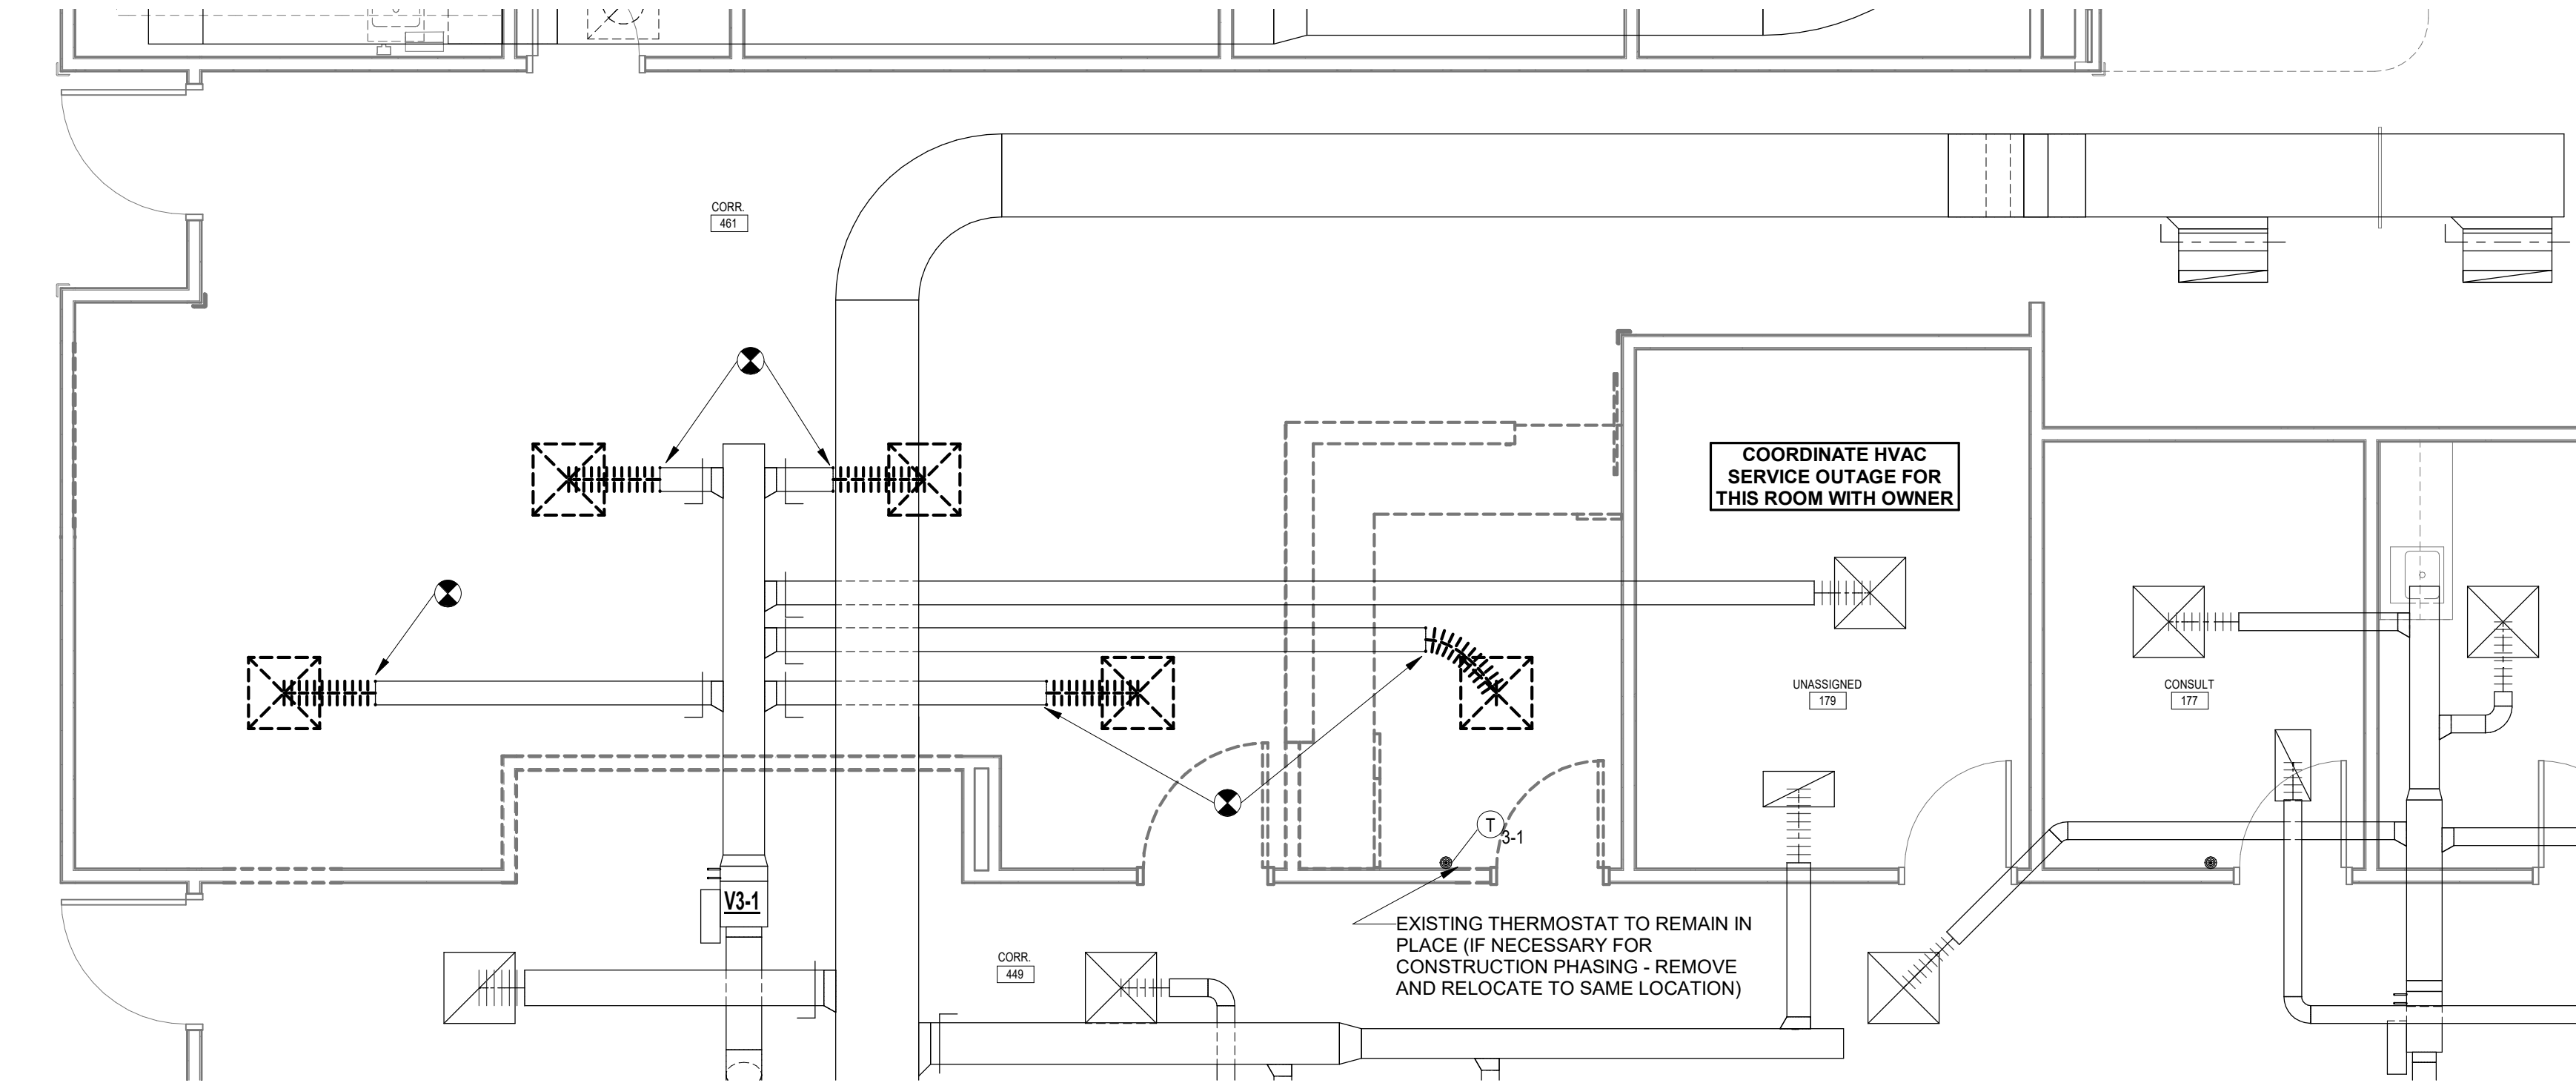 CORR.
461
COORDINATE HVAC
SERVICE OUTAGE FOR
THIS ROOM WITH OWNER
UNASSIGNED
179
CONSULT
177
T
3-1
V3-1
EXISTING THERMOSTAT TO REMAIN IN
PLACE (IF NECESSARY FOR
CONSTRUCTION PHASING - REMOVE
AND RELOCATE TO SAME LOCATION)
CORR.
449